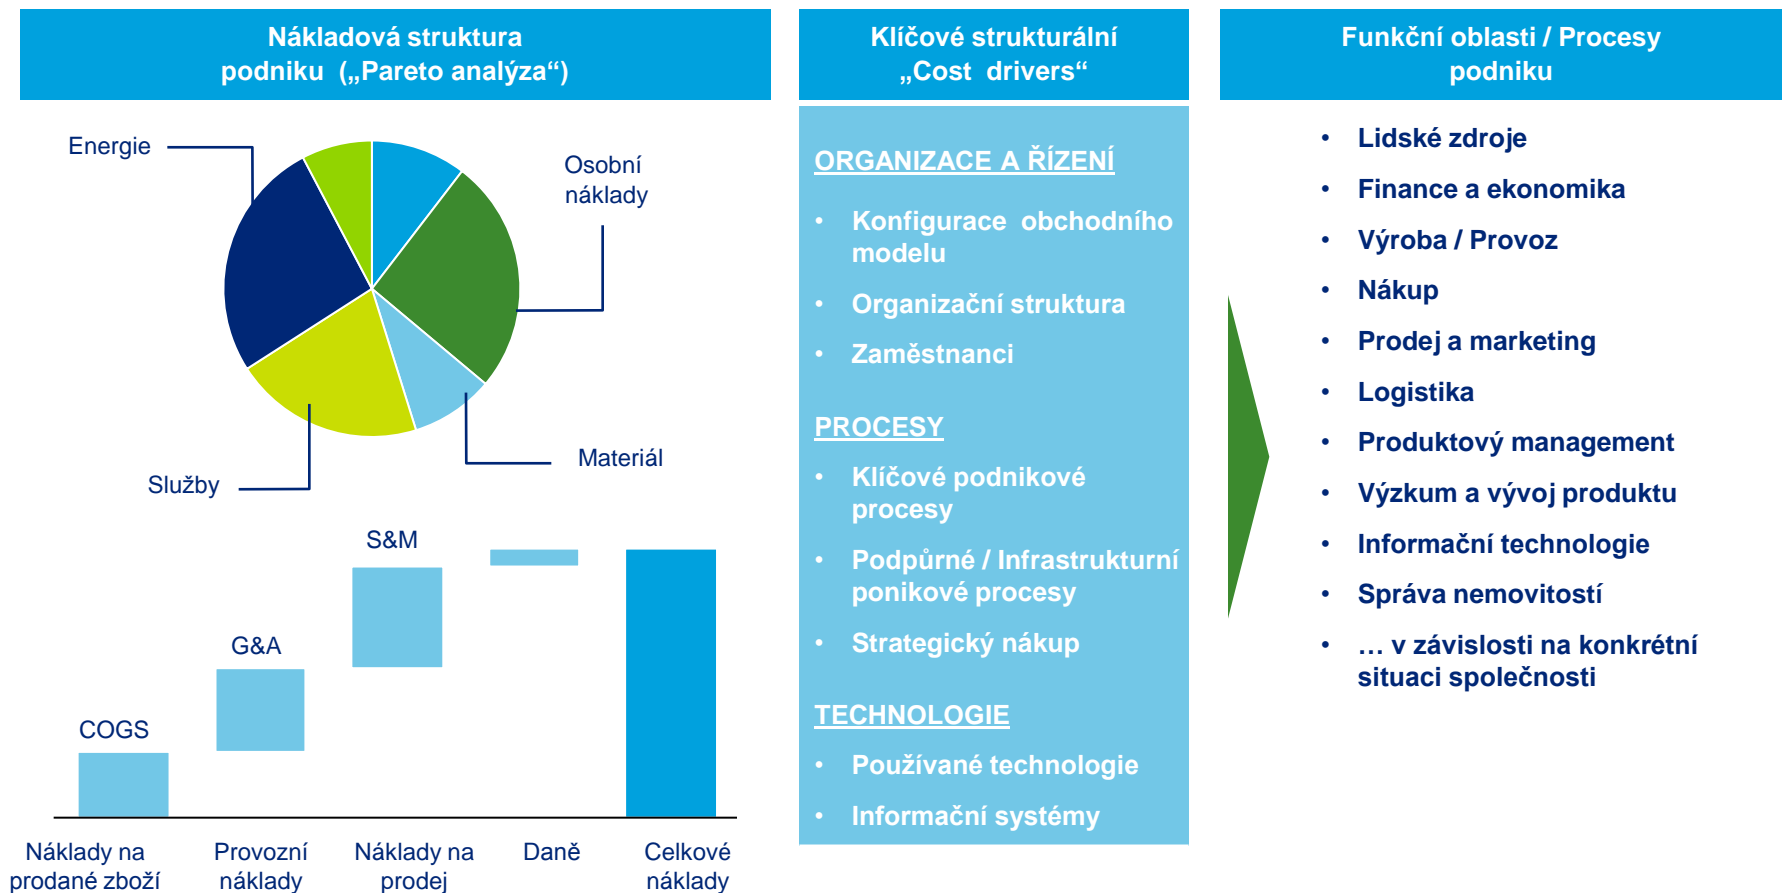 Nákladová struktura
podniku („Pareto analýza“)
Energie
Osobní
náklady
Materiál
Služby
S&M
G&A
COGS
Náklady na
prodané zboží
Provozní
náklady
Náklady na
prodej
Daně
Celkové
náklady
Klíčové strukturální
„Cost drivers“
ORGANIZACE A ŘÍZENÍ
• Konfigurace obchodního
modelu
• Organizační struktura
• Zaměstnanci
PROCESY
• Klíčové podnikové
procesy
• Podpůrné / Infrastrukturní
ponikové procesy
• Strategický nákup
TECHNOLOGIE
• Používané technologie
• Informační systémy
Funkční oblasti / Procesy
podniku
• Lidské zdroje
• Finance a ekonomika
• Výroba / Provoz
• Nákup
• Prodej a marketing
• Logistika
• Produktový management
• Výzkum a vývoj produktu
• Informační technologie
• Správa nemovitostí
• … v závislosti na konkrétní
situaci společnosti